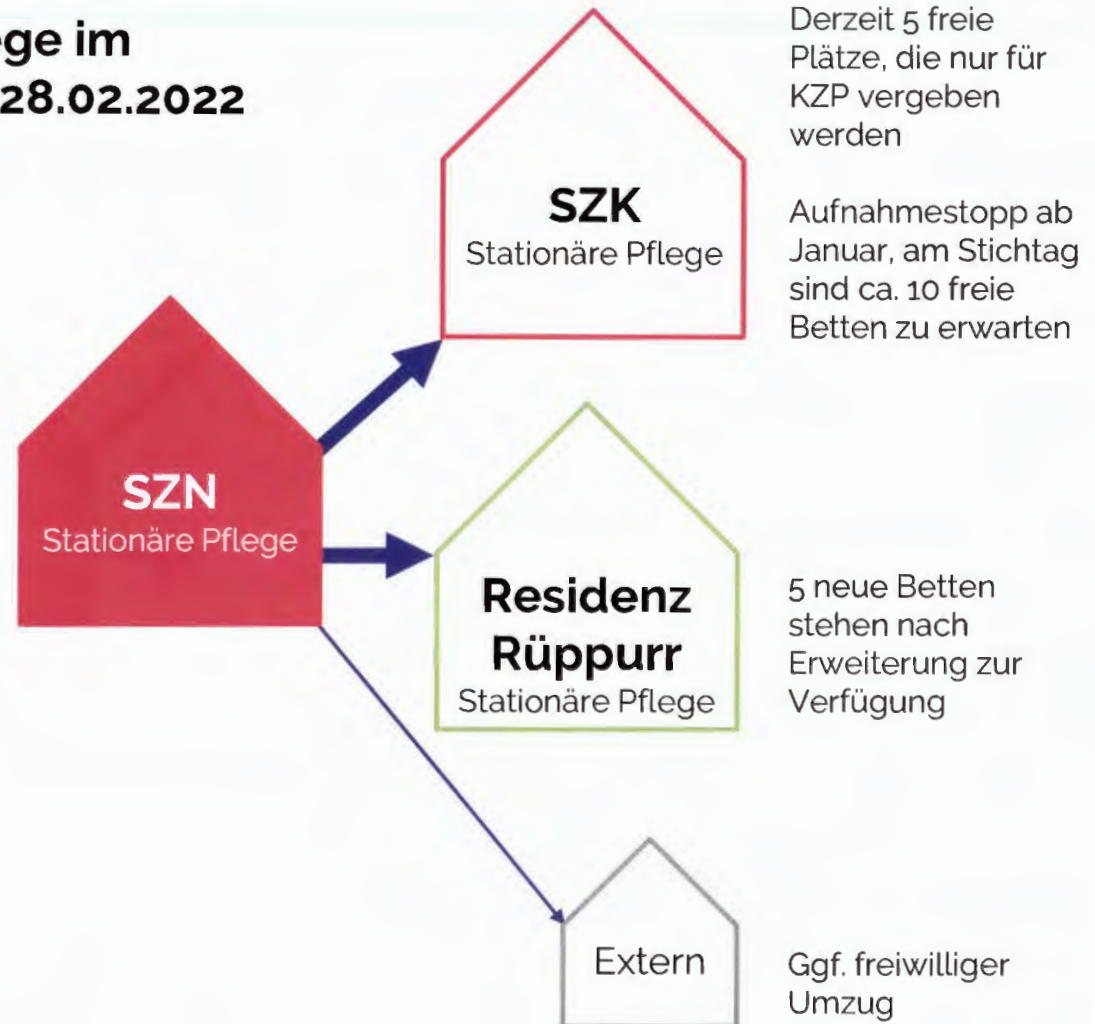 ege im
28.02.2022
Derzeit 5 freie
Plätze, die nur für
KZP vergeben
werden
SZK
Stationäre Pflege
Aufnahmestopp ab
Januar, am Stichtag
sind ca. 10 freie
Betten zu erwarten
SZN
Stationäre Pflege
Residenz
Rüppurr
Stationäre Pflege
5 neue Betten
stehen nach
Erweiterung zur
Verfügung
Extern
Ggf. freiwilliger
Umzug